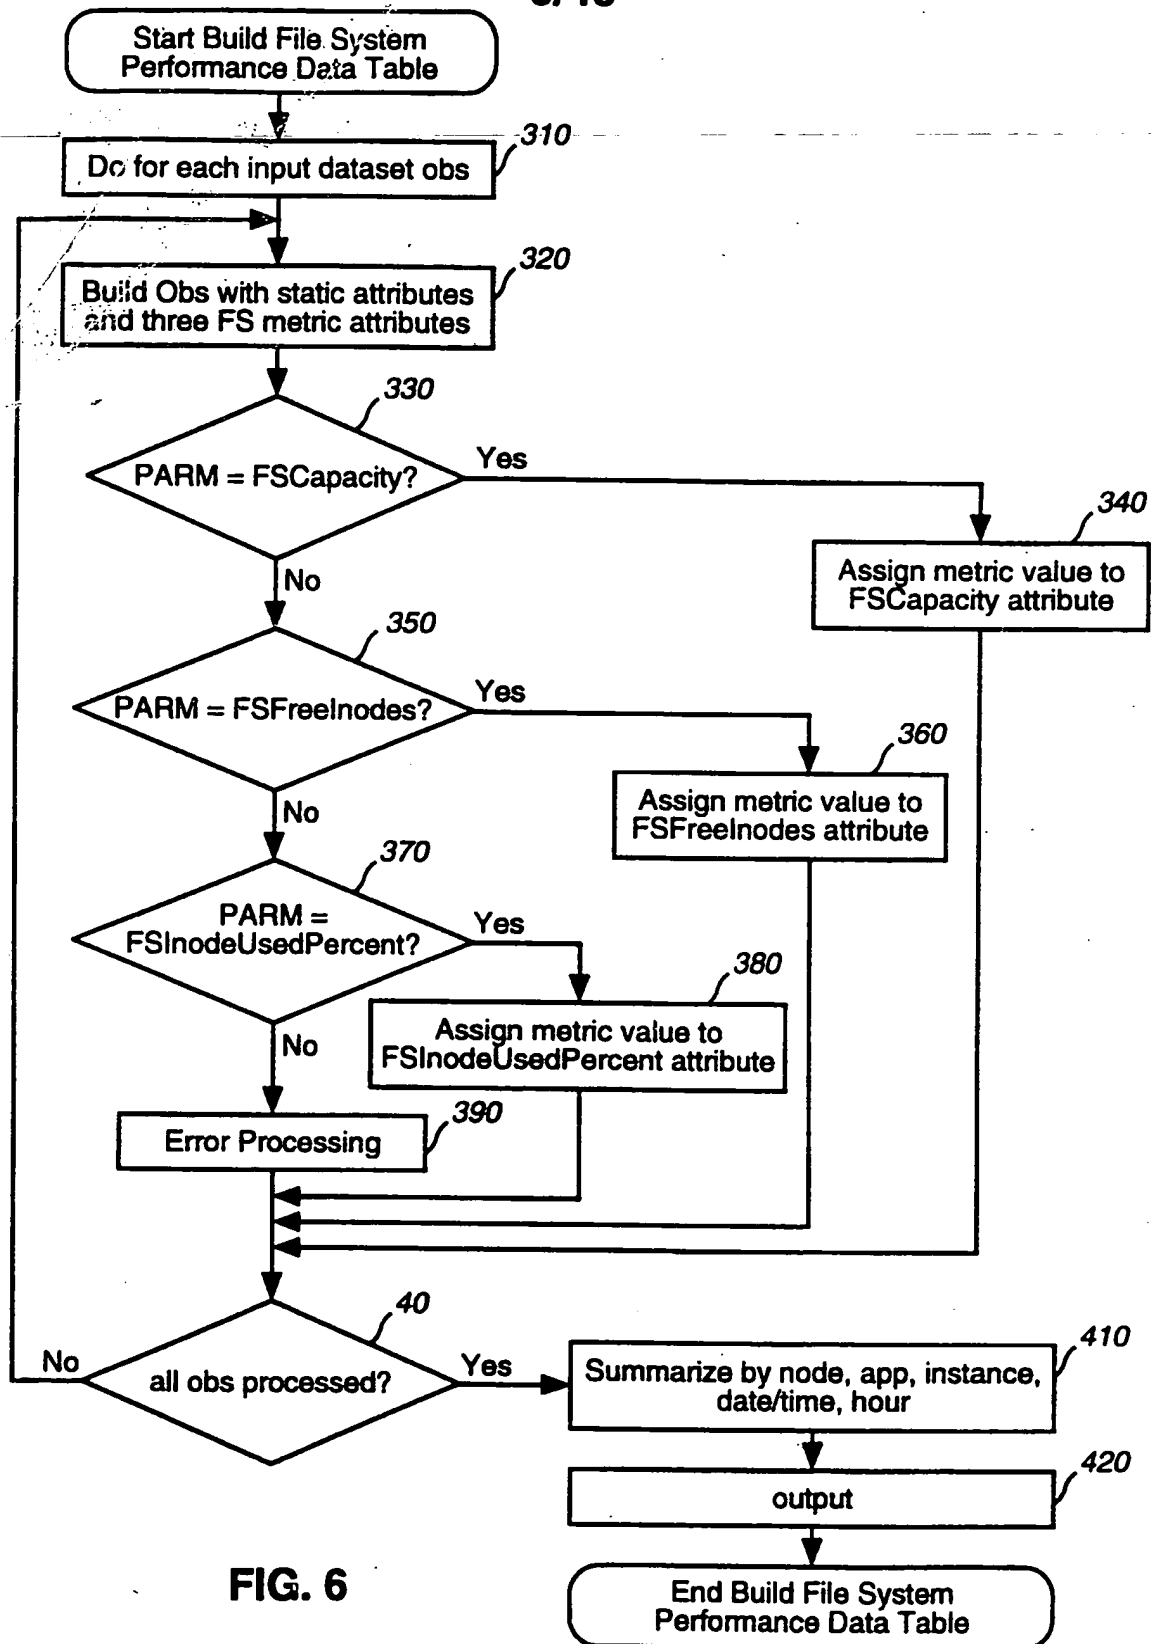 Start Build File System
Performance Data Table
310
Do for each input dataset obs
320
Build Obs with static attributes
and three FS metric attributes
330
PARM = FSCapacity?
Yes
No
340
Assign metric value to
FSCapacity attribute
350
PARM = FSFreeInodes?
Yes
No
360
Assign metric value to
FSFreeInodes attribute
370
PARM =
FSInodeUsedPercent?
Yes
No
380
Assign metric value to
FSInodeUsedPercent attribute
390
Error Processing
40
all obs processed?
No
Yes
410
Summarize by node, app, instance,
date/time, hour
420
output
End Build File System
Performance Data Table
FIG. 6